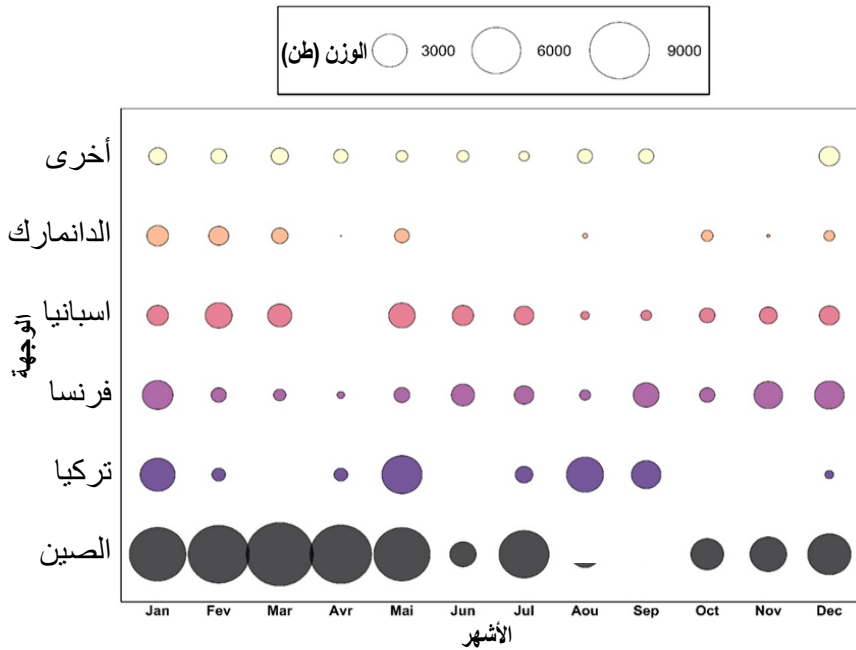 الوزن (طن) 3000 6000 9000
أخرى
الدانمارك
اسبانيا
فرنسا
تركيا
الصين
الوجهة
Jan Fev Mar Avr Mai Jun Jul Aou Sep Oct Nov Dec
الأشهر